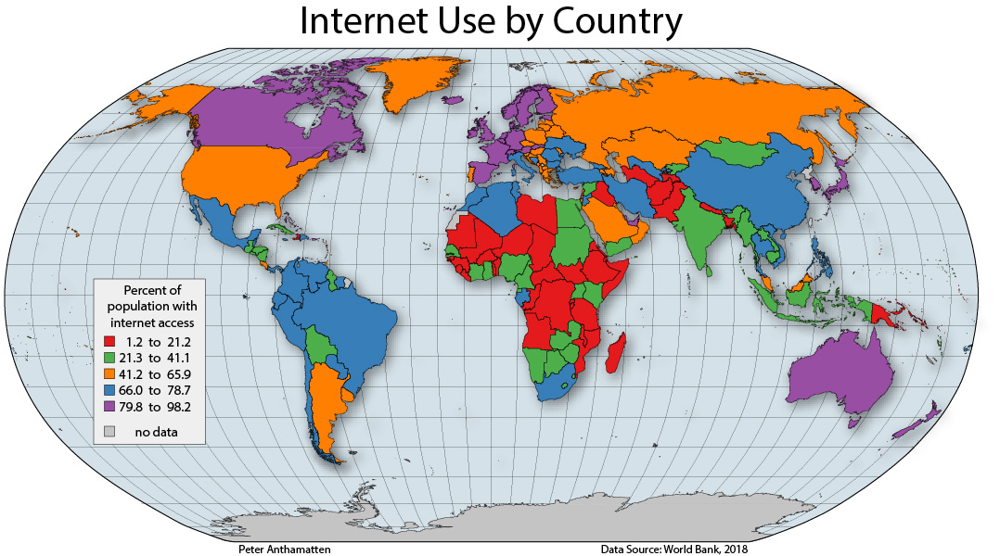 Internet Use by Country
Percent of
population with
internet access
1.2 to 21.2
21.3 to 41.1
41.2 to 65.9
66.0 to 78.7
79.8 to 98.2
no data
Peter Anthamatten
Data Source: World Bank, 2018